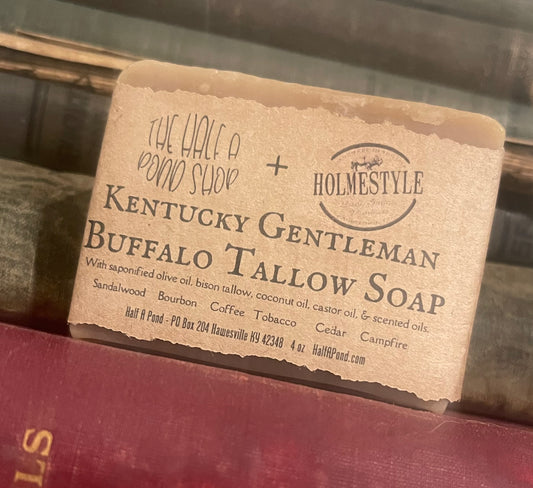 THE HALF A
POND SHOP
+
HOLMESTYLE
KENTUCKY GENTLEMAN
BUFFALO TALLOW SOAP
With saponified olive oil, bison tallow, coconut oil, castor oil, & scented oils.
Sandalwood Bourbon Coffee Tobacco Cedar Campfire
Half A Pond - PO Box 204 Hawesville KY 42348 4 oz HalfAPond.com
LS